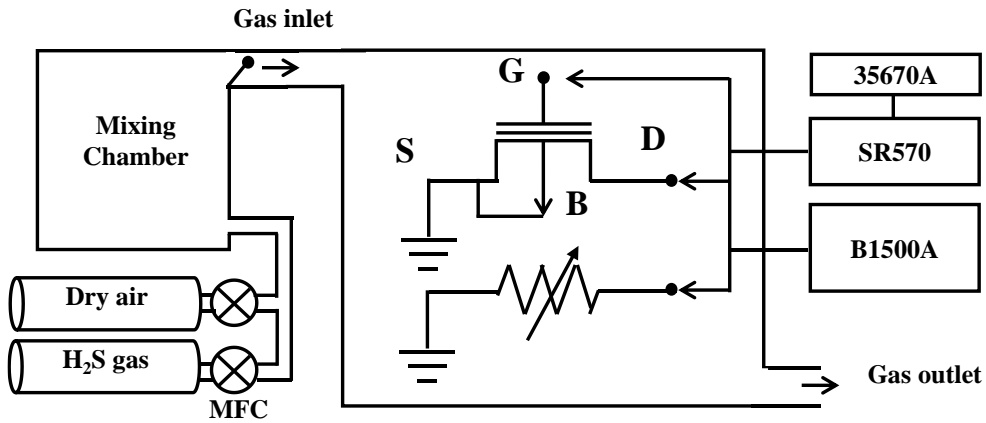 Gas inlet
Mixing
Chamber
G
S
D
B
35670A
SR570
B1500A
Dry air
H₂S gas
MFC
Gas outlet